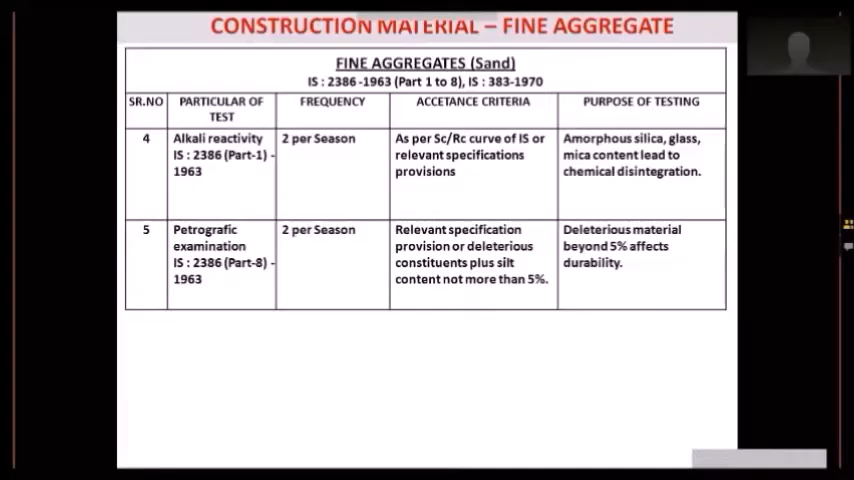 CONSTRUCTION MATERIAL – FINE AGGREGATE
FINE AGGREGATES (Sand)
IS : 2386 -1963 (Part 1 to 8), IS : 383-1970
SR.NO PARTICULAR OF TEST FREQUENCY ACCETANCE CRITERIA PURPOSE OF TESTING
4
Alkali reactivity
IS : 2386 (Part-1) -
1963
2 per Season
As per Sc/Rc curve of IS or
relevant specifications
provisions
Amorphous silica, glass,
mica content lead to
chemical disintegration.
5
Petrografic
examination
IS : 2386 (Part-8) -
1963
2 per Season
Relevant specification
provision or deleterious
constituents plus silt
content not more than 5%.
Deleterious material
beyond 5% affects
durability.